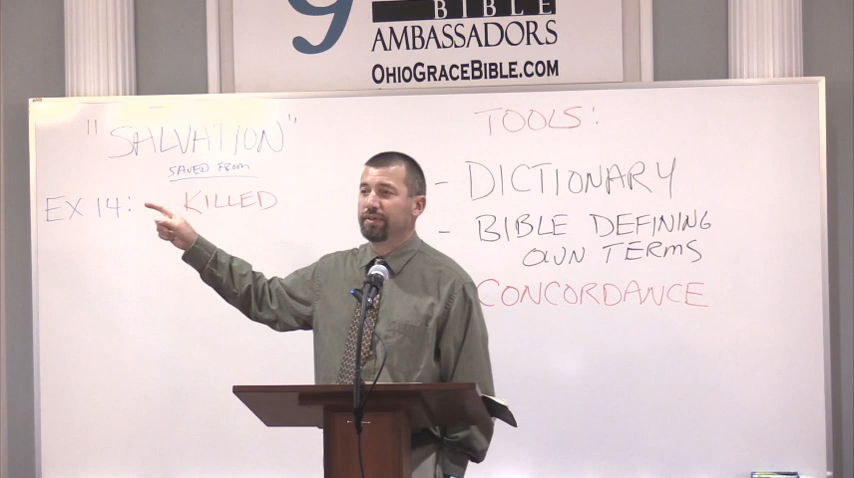 g BIBLE
AMBASSADORS
OHIOGRACEBIBLE.COM
"SALVATION"
SAVED FROM
EX 14: KILLED
TOOLS:
- DICTIONARY
- BIBLE DEFINING
OWN TERMS
CONCORDANCE